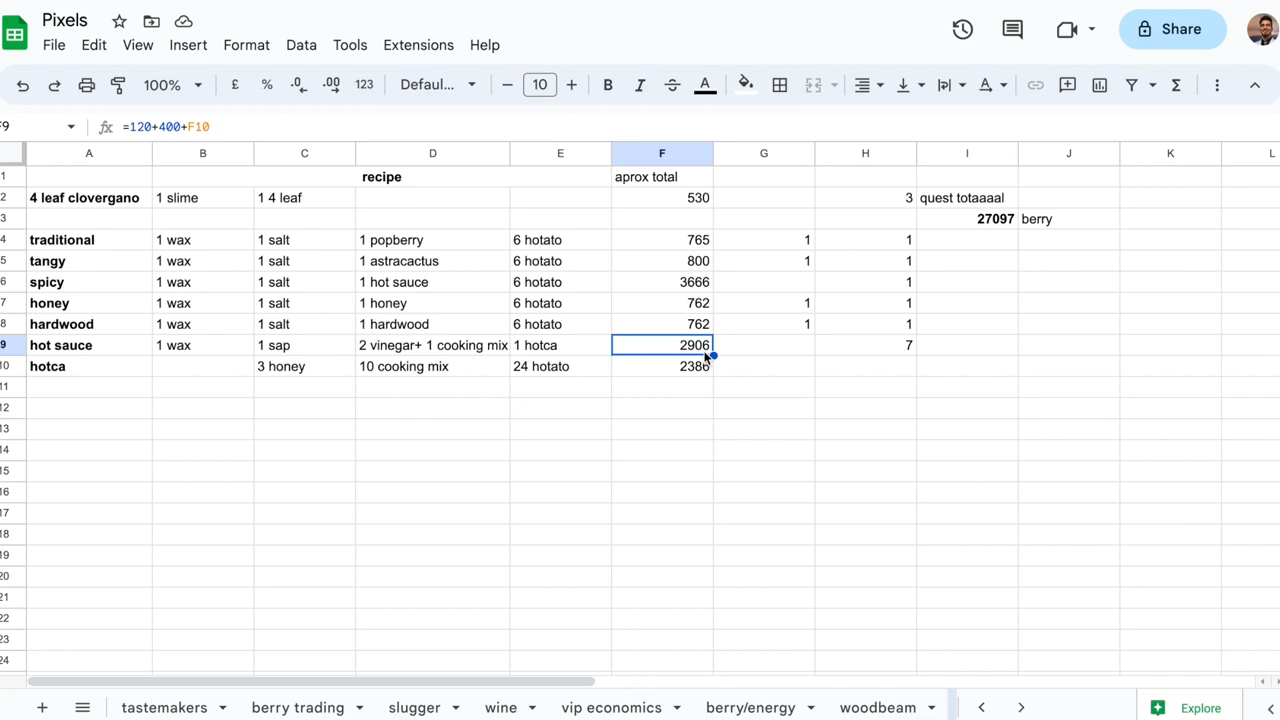 Pixels
File Edit View Insert Format Data Tools Extensions Help
Share
100% £ % .0 .00 123 Defaul... 10 B I A
F9 fx =120+400+F10
A B C D E F G H I J K L
1 recipe aprox total
2 4 leaf clovergano 1 slime 1 4 leaf 530 3 quest totaaaal
3 27097 berry
4 traditional 1 wax 1 salt 1 popberry 6 hotato 765 1 1
5 tangy 1 wax 1 salt 1 astracactus 6 hotato 800 1 1
6 spicy 1 wax 1 salt 1 hot sauce 6 hotato 3666 1
7 honey 1 wax 1 salt 1 honey 6 hotato 762 1 1
8 hardwood 1 wax 1 salt 1 hardwood 6 hotato 762 1 1
9 hot sauce 1 wax 1 sap 2 vinegar+ 1 cooking mix 1 hotca 2906 7
10 hotca 3 honey 10 cooking mix 24 hotato 2386
11
12
13
14
15
16
17
18
19
20
21
22
23
24
tastemakers berry trading slugger wine vip economics berry/energy woodbeam Explore